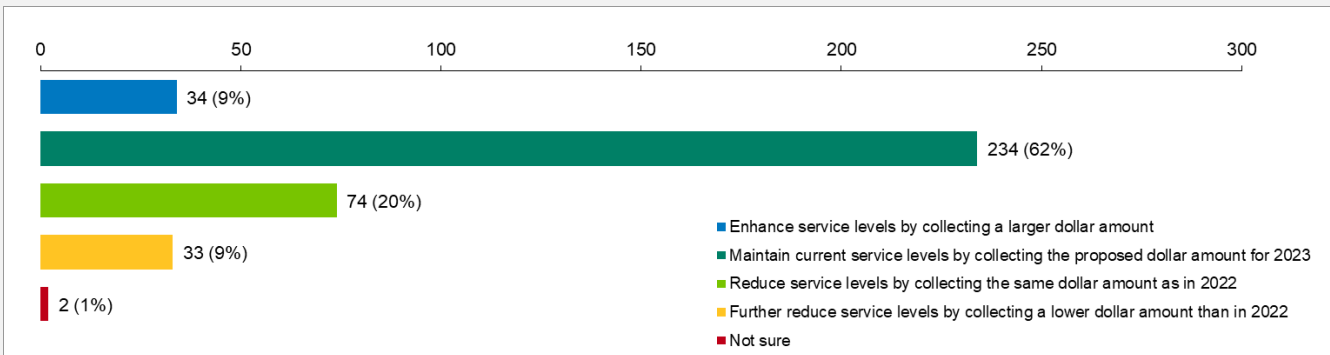 0 50 100 150 200 250 300
34 (9%)
234 (62%)
74 (20%)
33 (9%)
2 (1%)
Enhance service levels by collecting a larger dollar amount
Maintain current service levels by collecting the proposed dollar amount for 2023
Reduce service levels by collecting the same dollar amount as in 2022
Further reduce service levels by collecting a lower dollar amount than in 2022
Not sure